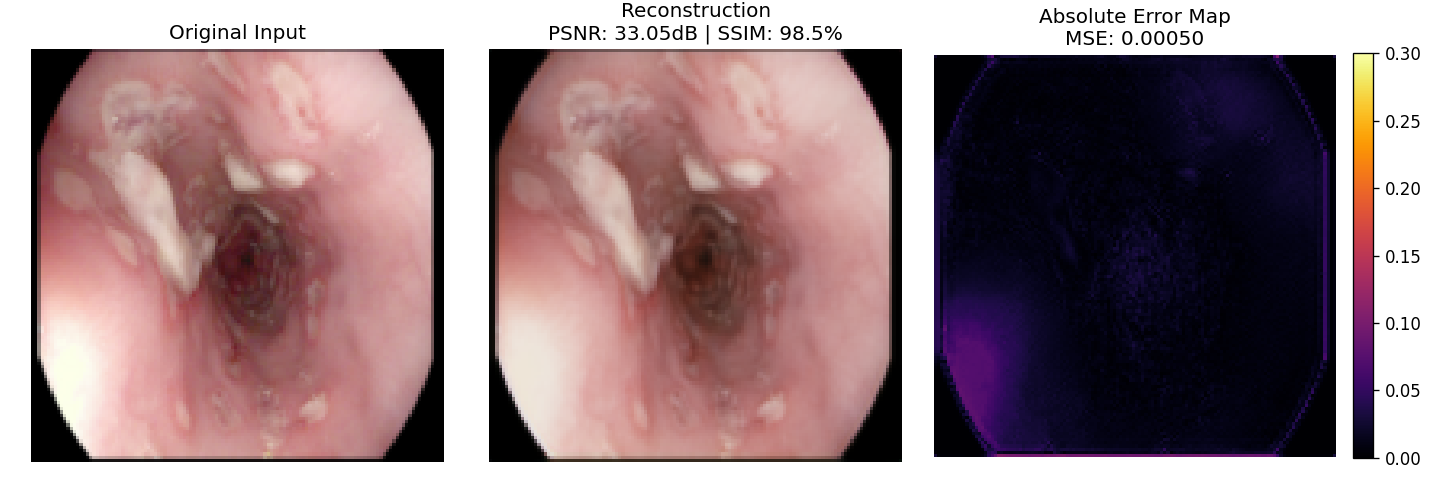 Original Input
Reconstruction
PSNR: 33.05dB | SSIM: 98.5%
Absolute Error Map
MSE: 0.00050
0.30
0.25
0.20
0.15
0.10
0.05
0.00